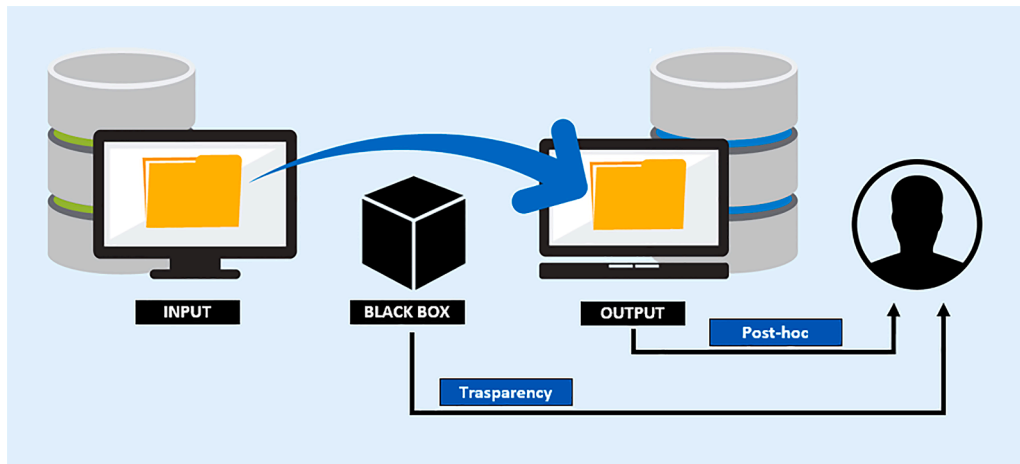 INPUT
BLACK BOX
OUTPUT
Post-hoc
Trasparency